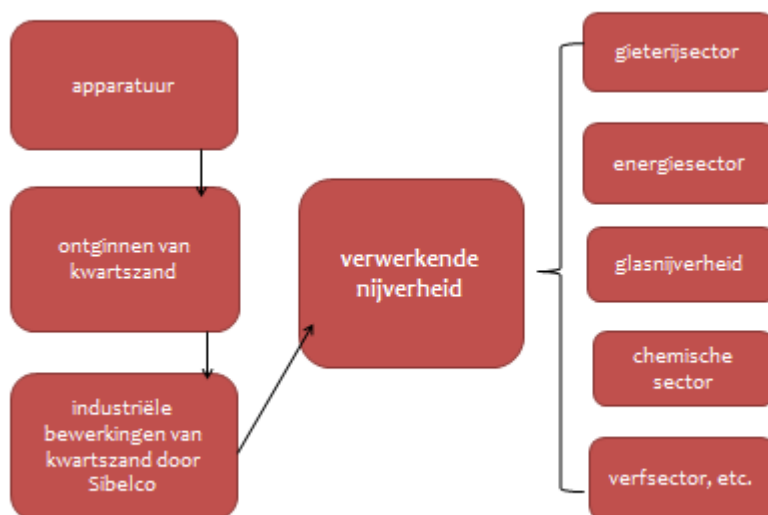 apparatuur
ontginnen van
kwartszand
industriële
bewerkingen van
kwartszand door
Sibelco
verwerkende
nijverheid
gieterijsector
energiesector
glasnijverheid
chemische
sector
verfsector, etc.